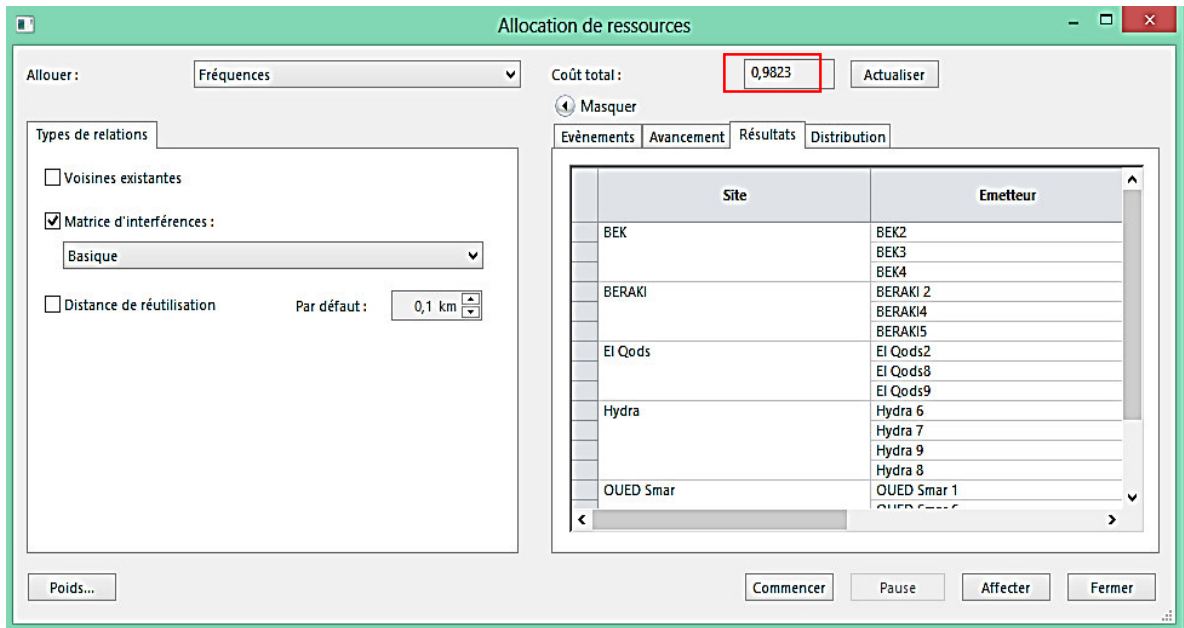 Allocation de ressources
Allouer :
Fréquences
Coût total :
0,9823
Actualiser
Masquer
Types de relations
Evènements
Avancement
Résultats
Distribution
Voisines existantes
Matrice d'interférences :
Basique
Distance de réutilisation
Par défaut :
0,1 km
Site
Emetteur
BEK
BEK2
BEK3
BEK4
BERAKI
BERAKI 2
BERAKI4
BERAKI5
El Qods
El Qods2
El Qods8
El Qods9
Hydra
Hydra 6
Hydra 7
Hydra 9
Hydra 8
OUED Smar
OUED Smar 1
Poids...
Commencer
Pause
Affecter
Fermer